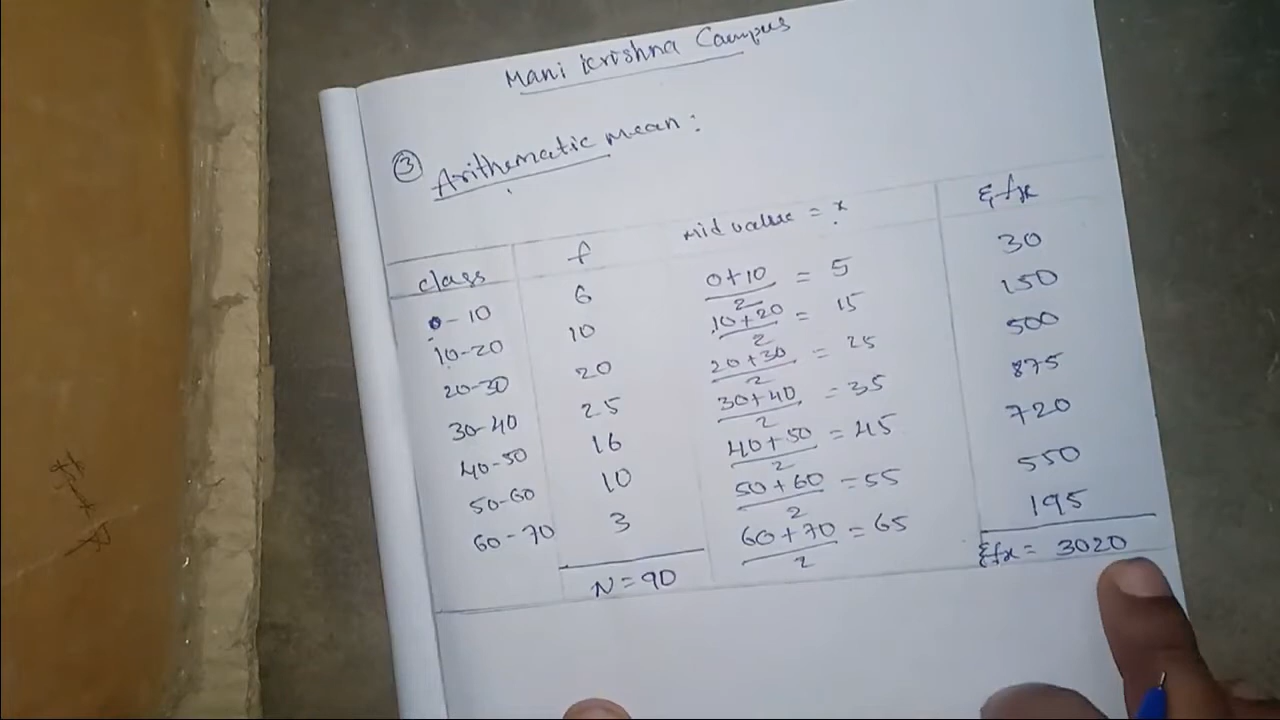 Mani krishna Campus
③ Arithematic mean:
class f mid value = x Σfx
0-10 6 0+10/2 = 5 30
10-20 10 10+20/2 = 15 150
20-30 20 20+30/2 = 25 500
30-40 25 30+40/2 = 35 875
40-50 16 40+50/2 = 45 720
50-60 10 50+60/2 = 55 550
60-70 3 60+70/2 = 65 195
N = 90 Σfx = 3020